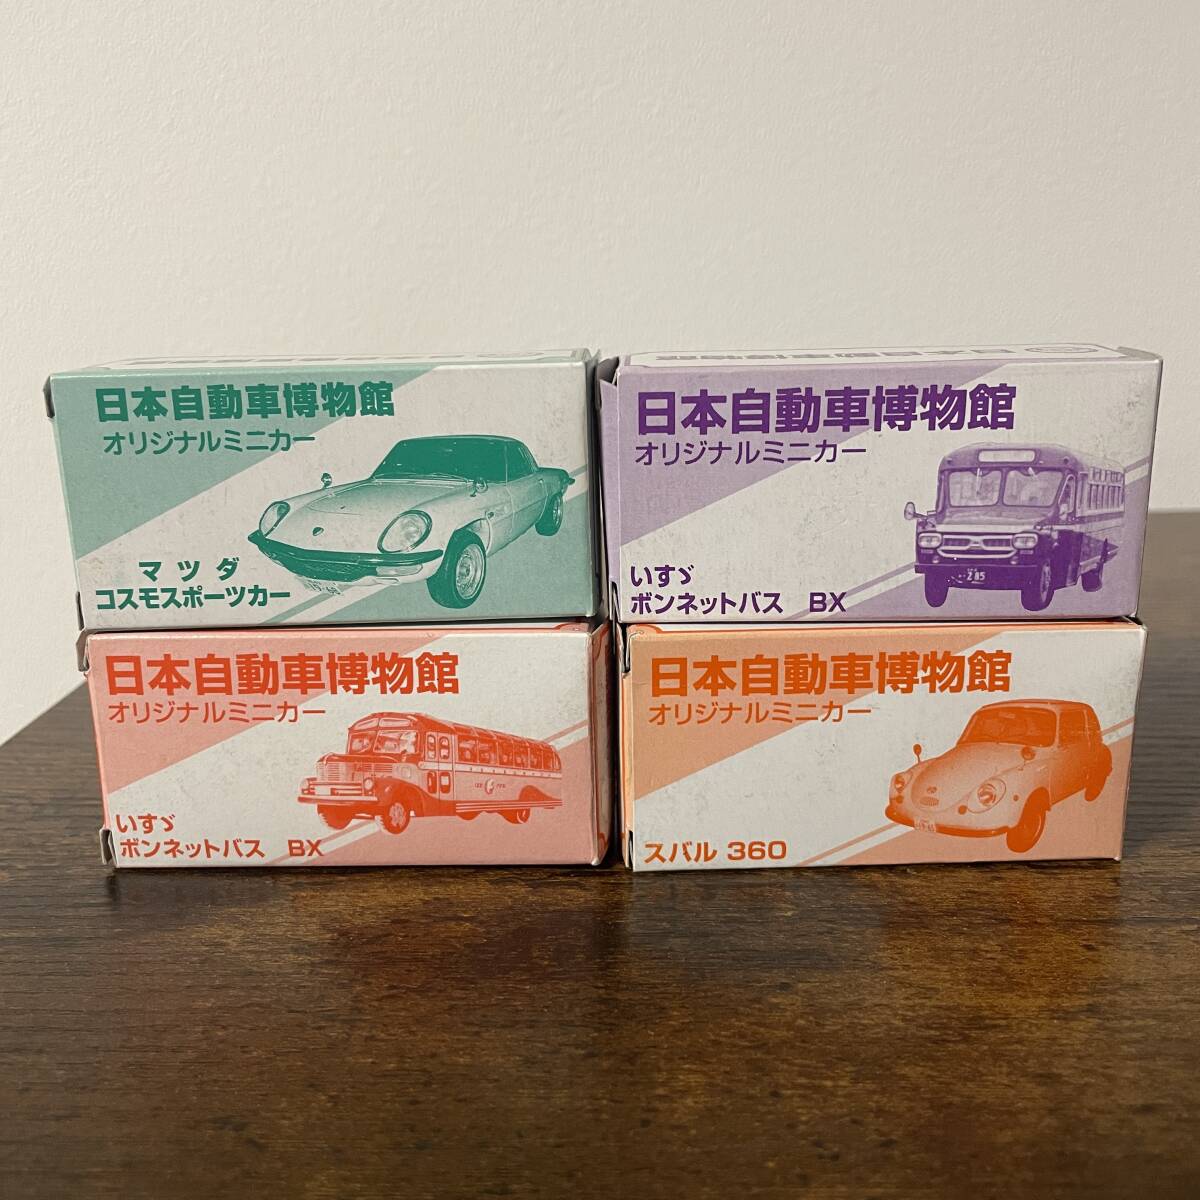 日本自動車博物館
オリジナルミニカー
マツダ
コスモスポーツカー
日本自動車博物館
オリジナルミニカー
いすゞ
ボンネットバス BX
2 85
日本自動車博物館
オリジナルミニカー
いすゞ
ボンネットバス BX
日本自動車博物館
オリジナルミニカー
スバル 360